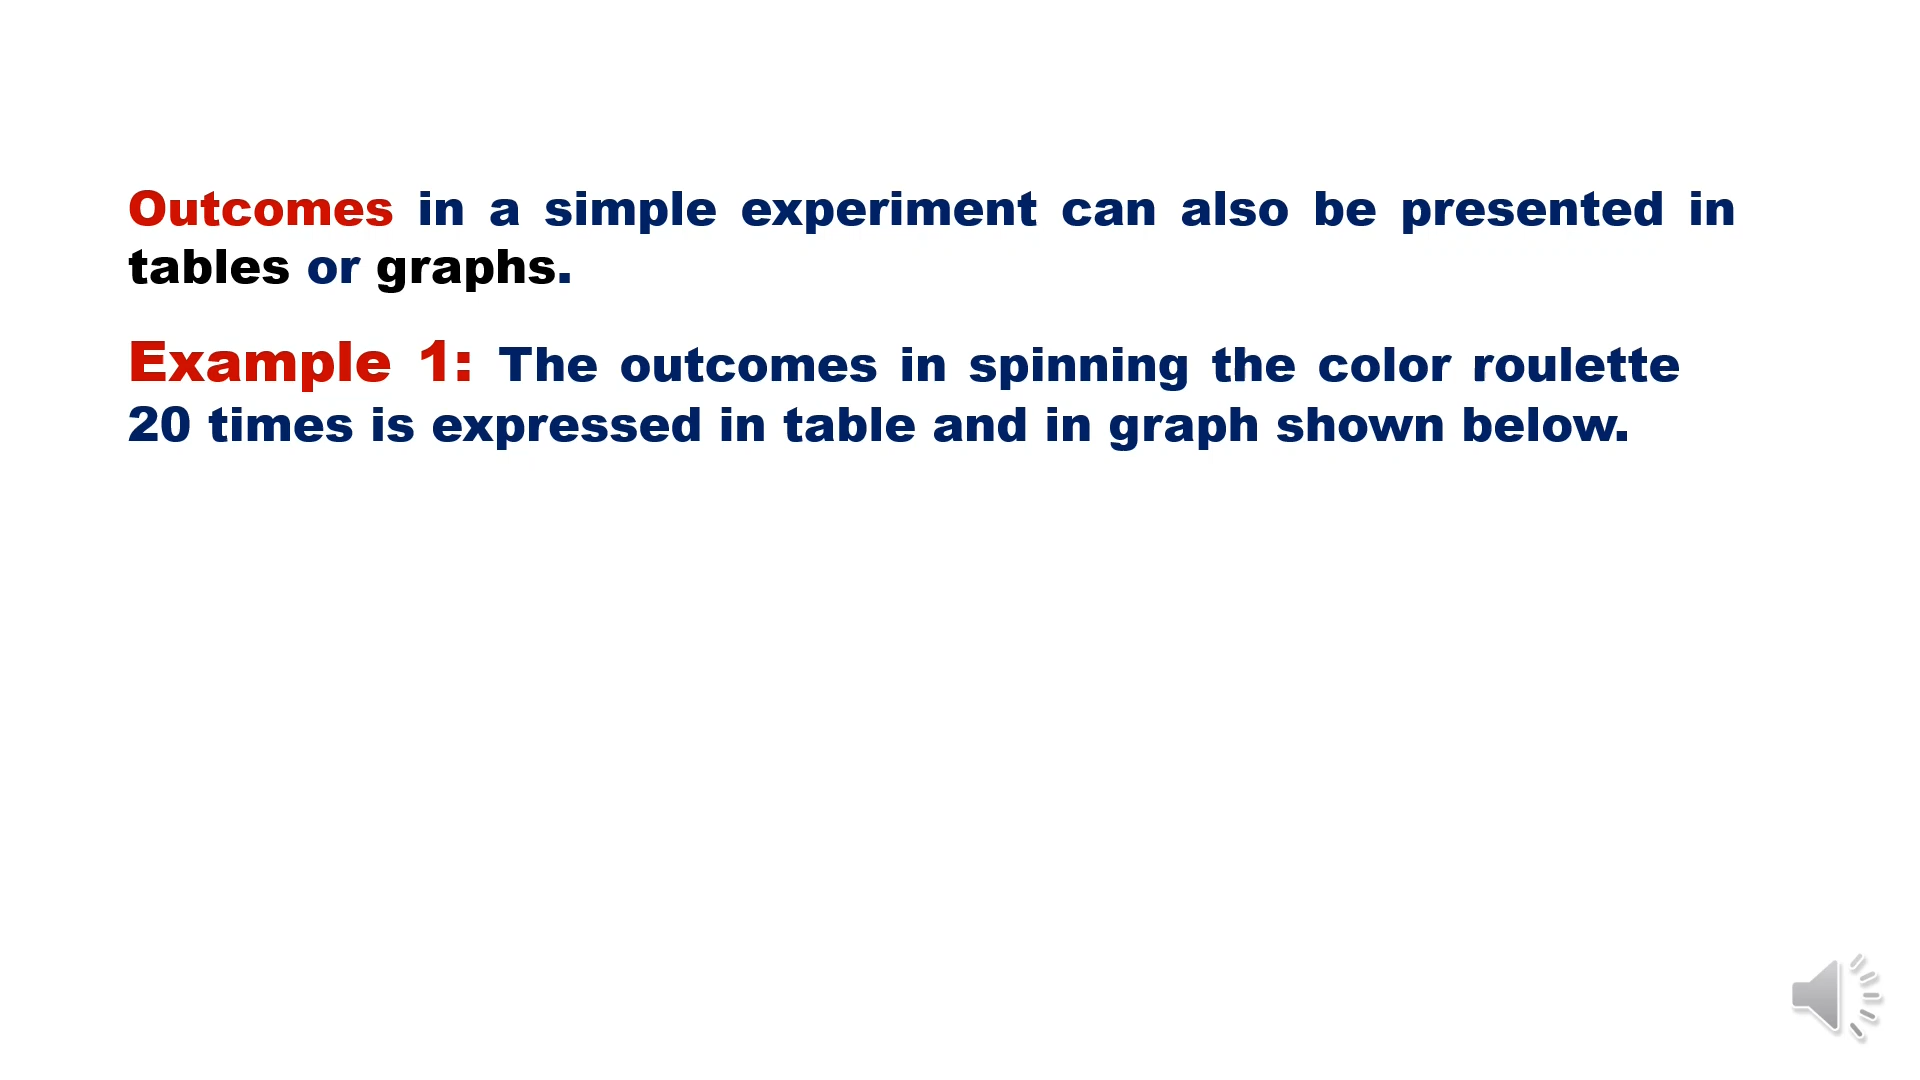 Outcomes in a simple experiment can also be presented in
tables or graphs.
Example 1: The outcomes in spinning the color roulette
20 times is expressed in table and in graph shown below.